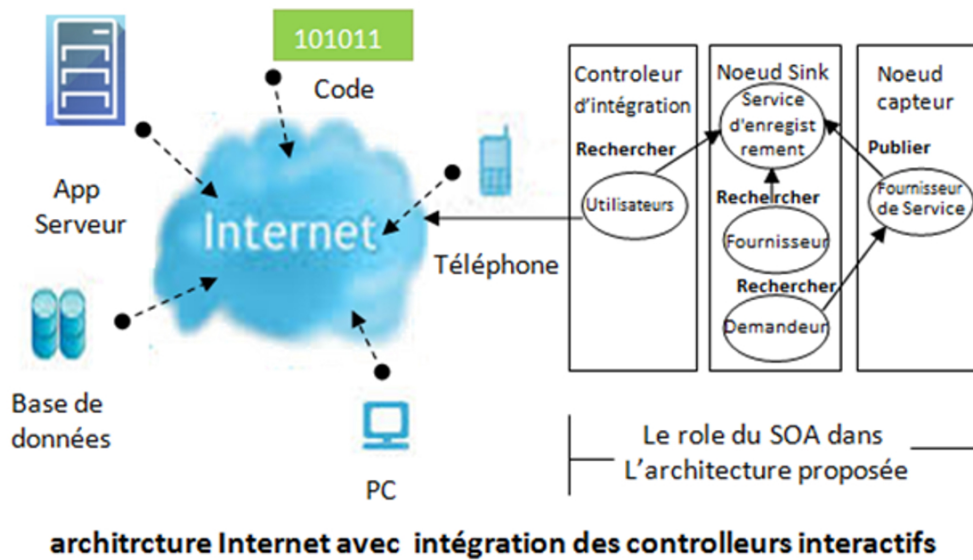 101011
Code
App
Serveur
Internet
Téléphone
Base de
données
PC
Controleur
d'intégration
Rechercher
Utilisateurs
Noeud Sink
Service
d'enregist
rement
Rechercher
Fournisseur
Rechercher
Demandeur
Noeud
capteur
Publier
Fournisseur
de Service
Le role du SOA dans
L'architecture proposée
architrcture Internet avec intégration des controlleurs interactifs